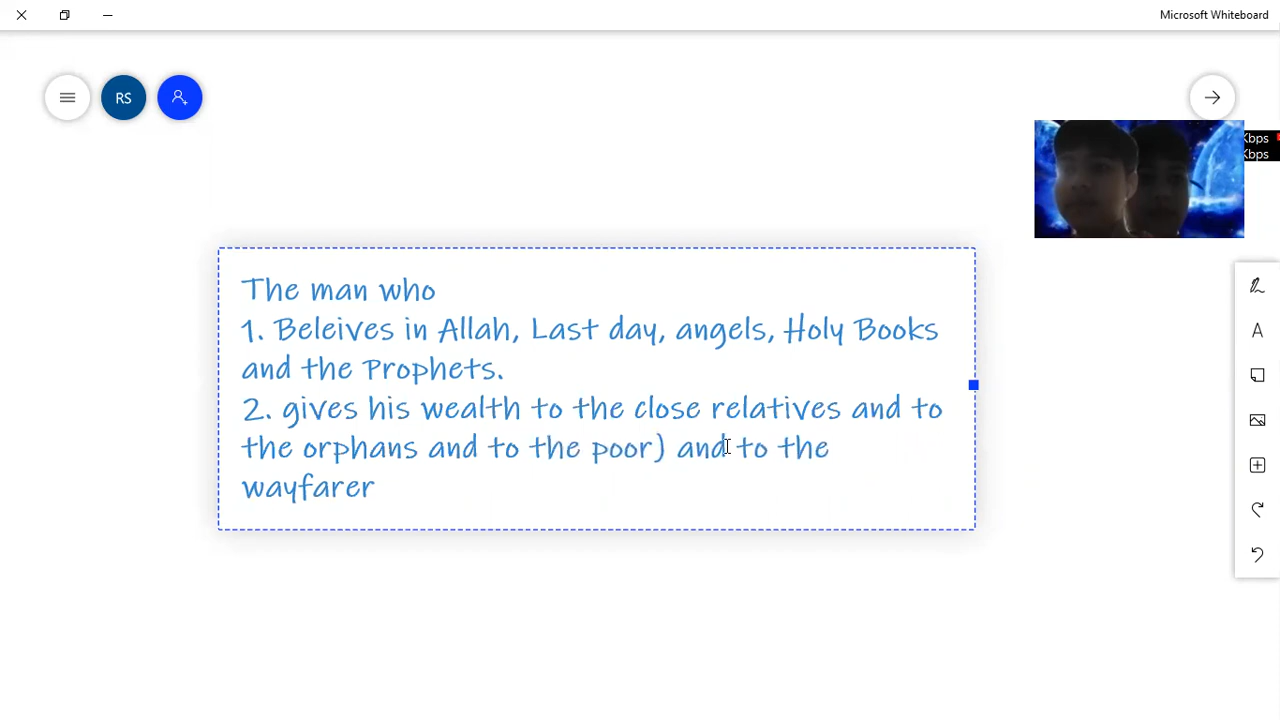 Microsoft Whiteboard
RS
Kbps
Kbps
The man who
1. Beleives in Allah, Last day, angels, Holy Books
and the Prophets.
2. gives his wealth to the close relatives and to
the orphans and to the poor) and to the
wayfarer
A